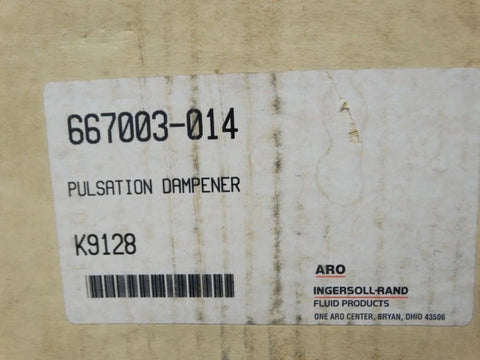 667003-014
PULSATION DAMPENER
K9128
ARO
INGERSOLL-RAND
FLUID PRODUCTS
ONE ARO CENTER, BRYAN, OHIO 43506